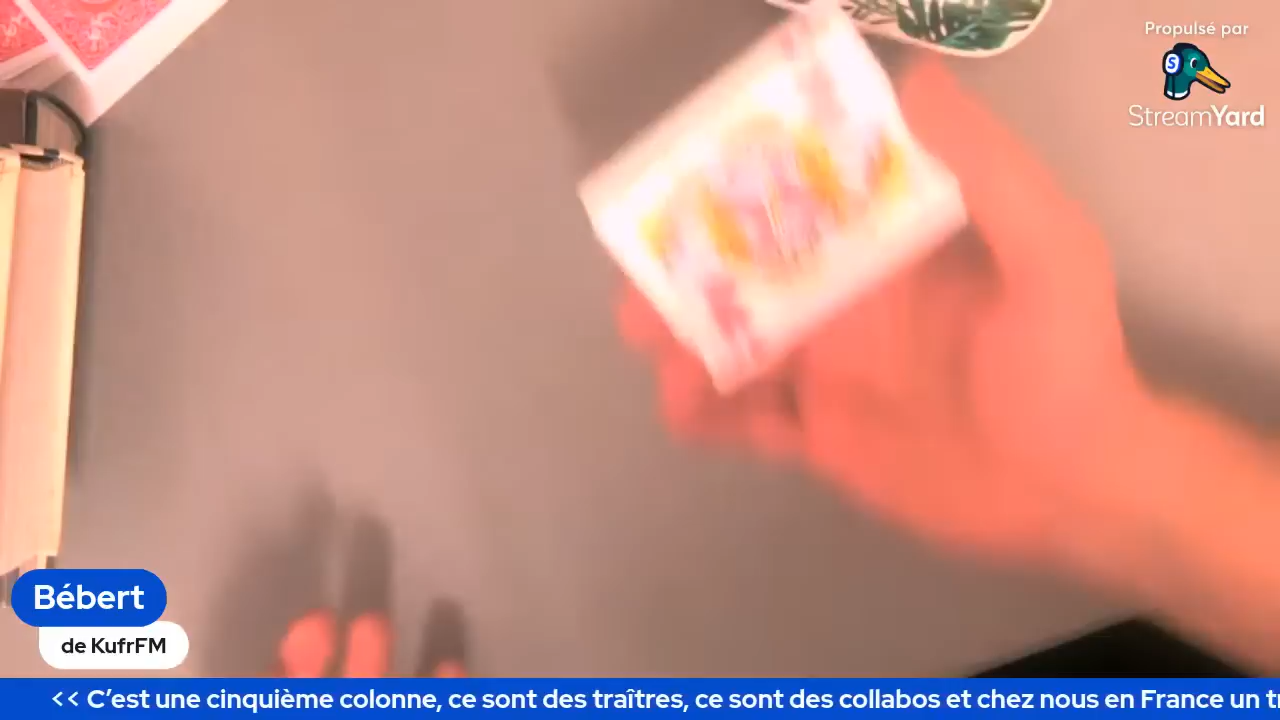 Propulsé par
StreamYard
Bébert
de KufrFM
<< C’est une cinquième colonne, ce sont des traîtres, ce sont des collabos et chez nous en France un